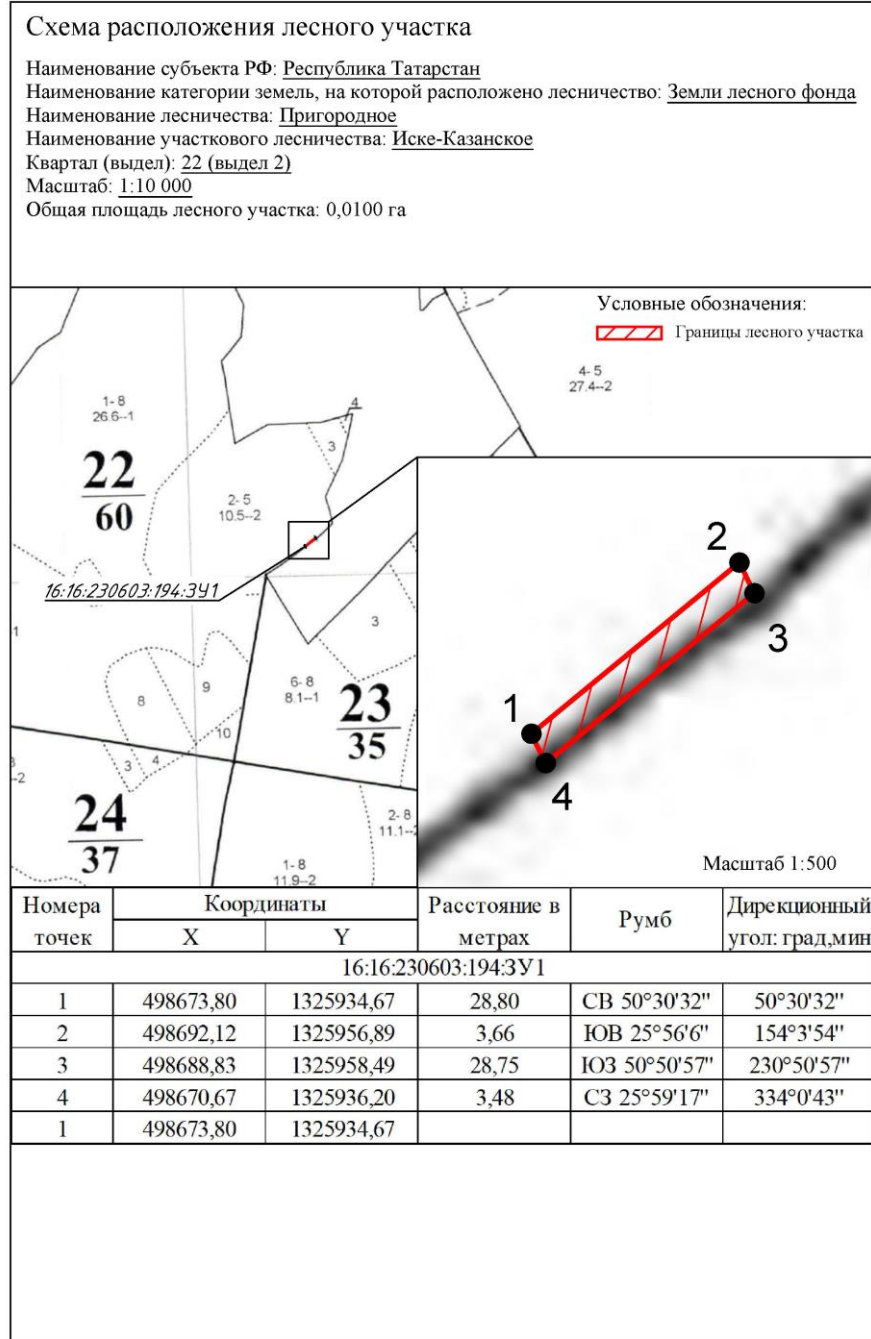 Схема расположения лесного участка
Наименование субъекта РФ: Республика Татарстан
Наименование категории земель, на которой расположено лесничество: Земли лесного фонда
Наименование лесничества: Пригородное
Наименование участкового лесничества: Иске-Казанское
Квартал (выдел): 22 (выдел 2)
Масштаб: 1:10 000
Общая площадь лесного участка: 0,0100 га
Условные обозначения:
Границы лесного участка
4-5
27.4--2
1-8
26.6--1
4
3
22
60
2-5
10.5--2
16:16:230603:194:ЗУ1
1
3
8
9
6-8
8.1--1
23
35
10
3
4
-2
24
37
2-8
11.1--2
1-8
11.9--2
2
3
1
4
Масштаб 1:500
Номера точек Координаты Расстояние в метрах Румб Дирекционный угол: град,мин
X Y
16:16:230603:194:ЗУ1
1 498673,80 1325934,67 28,80 СВ 50°30'32" 50°30'32"
2 498692,12 1325956,89 3,66 ЮВ 25°56'6" 154°3'54"
3 498688,83 1325958,49 28,75 ЮЗ 50°50'57" 230°50'57"
4 498670,67 1325936,20 3,48 СЗ 25°59'17" 334°0'43"
1 498673,80 1325934,67